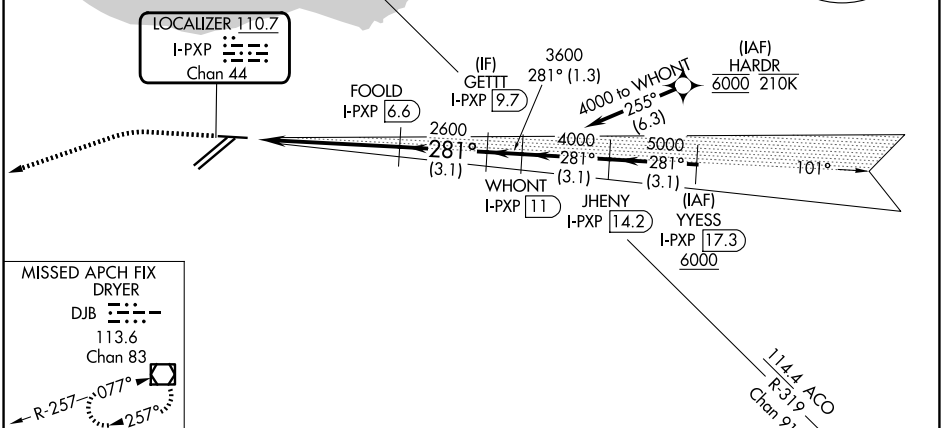 LOCALIZER 110.7
I-PXP
Chan 44
FOOLD
I-PXP 6.6
(IF)
GETTT
I-PXP 9.7
3600
281° (1.3)
(IAF)
HARDR
6000 210K
4000 to WHONT
255°
(6.3)
2600
281°
(3.1)
4000
281°
(3.1)
5000
281°
(3.1)
101°
WHONT
I-PXP 11
JHENY
I-PXP 14.2
(IAF)
YYESS
I-PXP 17.3
6000
MISSED APCH FIX
DRYER
DJB
113.6
Chan 83
R-257
077°
257°
114.4 ACO
R-319
Chan 91